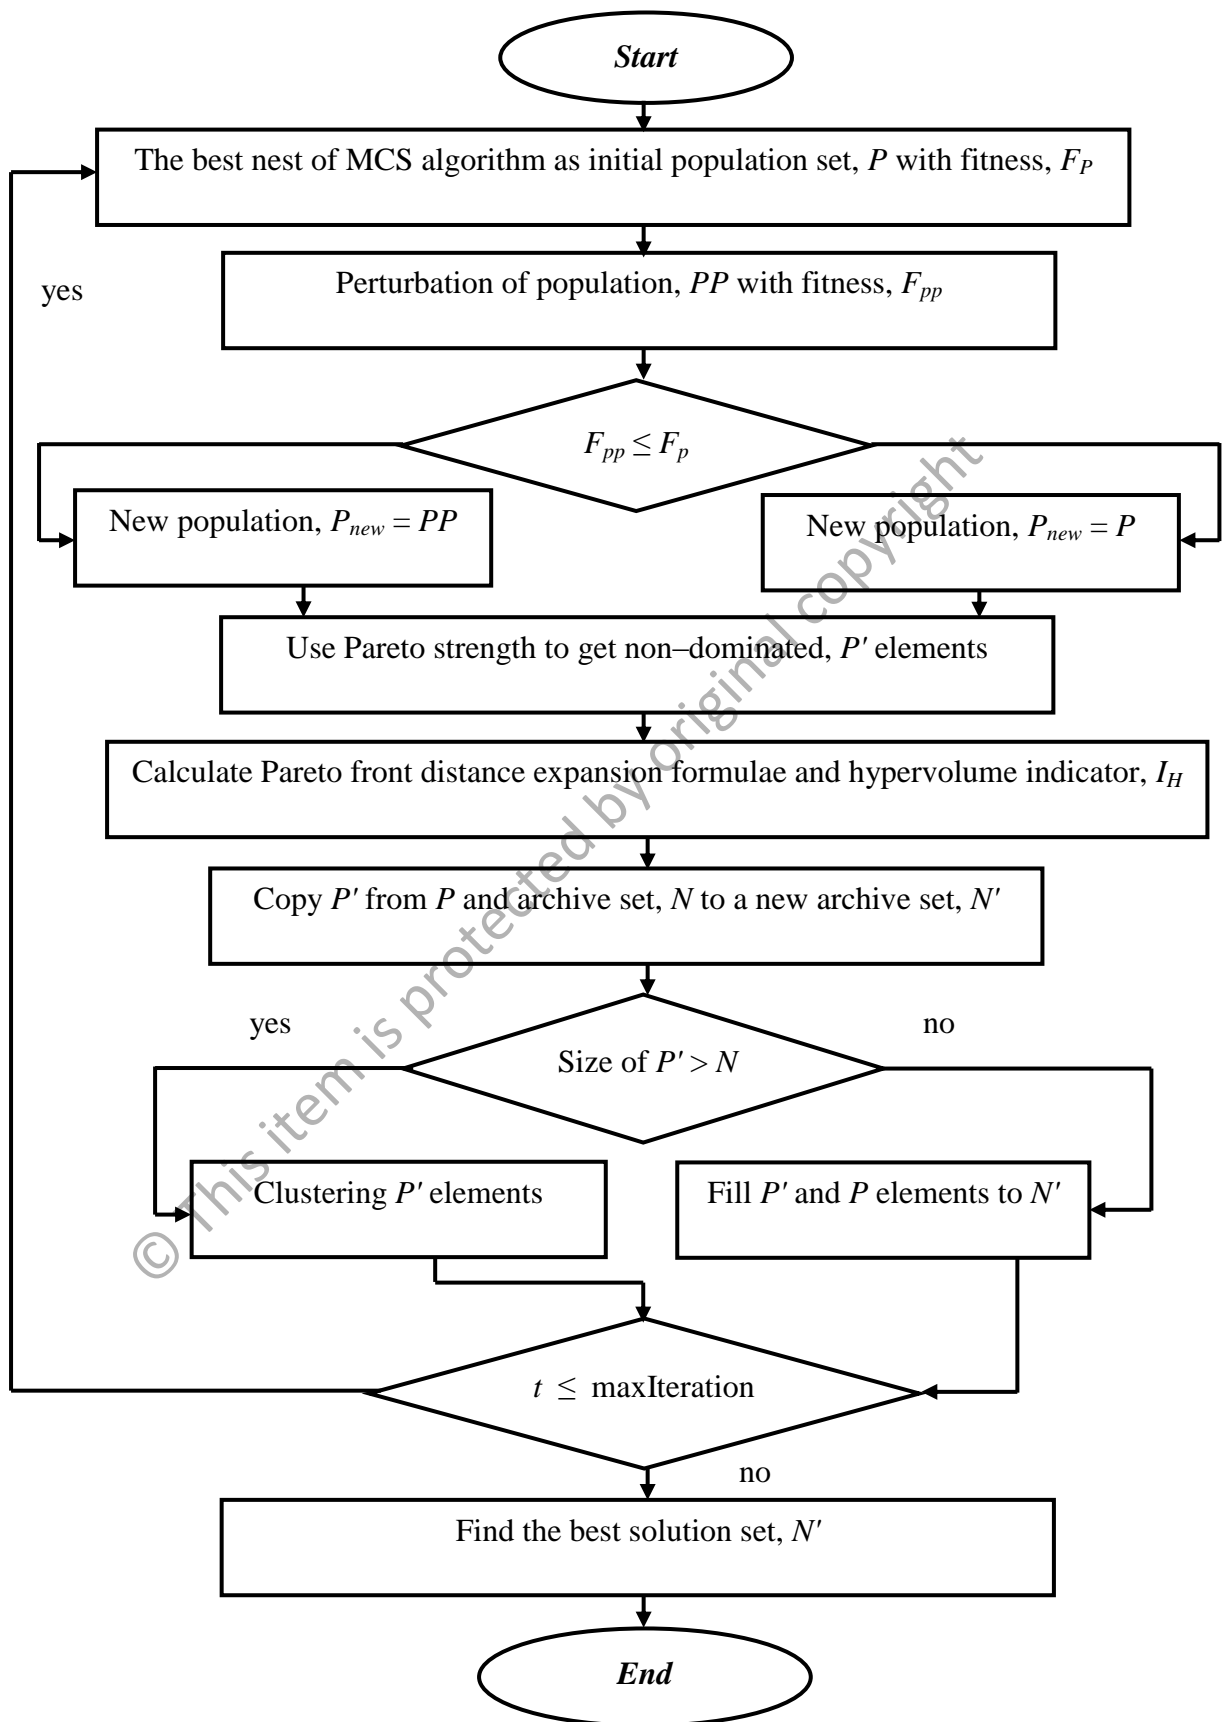 Start
The best nest of MCS algorithm as initial population set, P with fitness, F_P
yes
Perturbation of population, PP with fitness, F_pp
F_pp ≤ F_p
New population, P_new = PP
New population, P_new = P
Use Pareto strength to get non–dominated, P' elements
Calculate Pareto front distance expansion formulae and hypervolume indicator, I_H
Copy P' from P and archive set, N to a new archive set, N'
yes
no
Size of P' > N
Clustering P' elements
Fill P' and P elements to N'
t ≤ maxIteration
no
Find the best solution set, N'
End
© This item is protected by original copyright